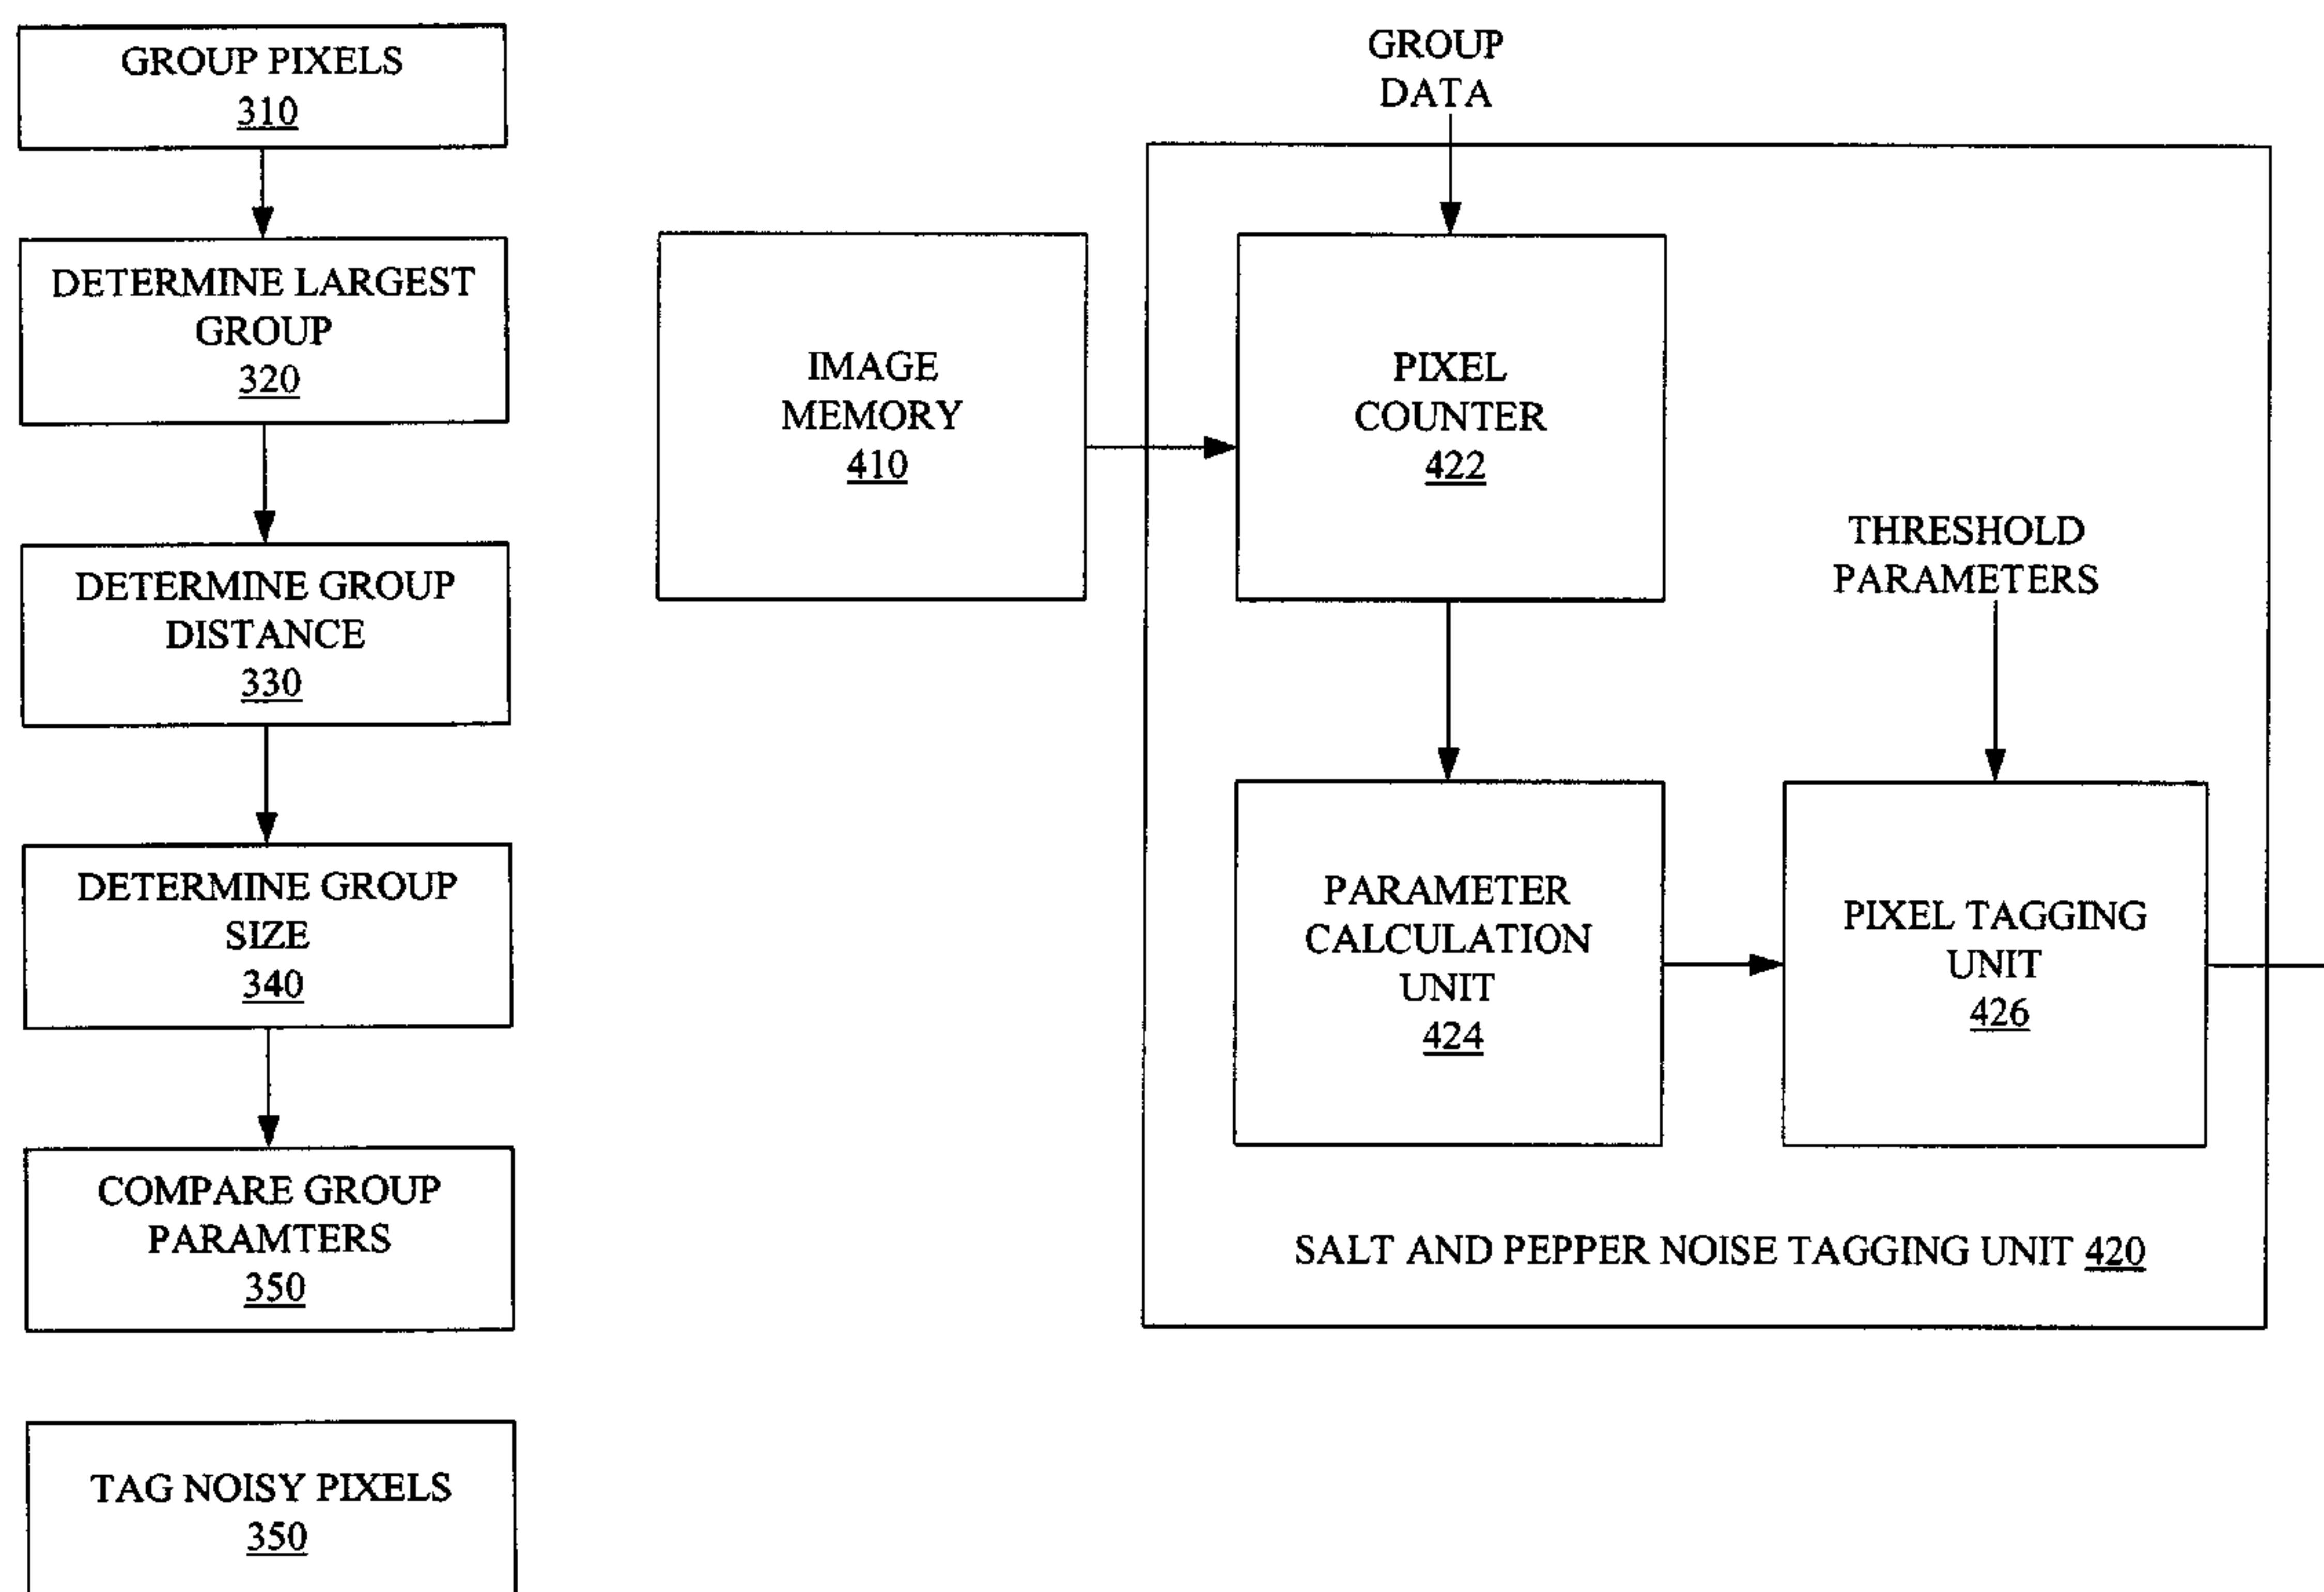 GROUP PIXELS
310
DETERMINE LARGEST
GROUP
320
DETERMINE GROUP
DISTANCE
330
DETERMINE GROUP
SIZE
340
COMPARE GROUP
PARAMTERS
350
TAG NOISY PIXELS
350
GROUP
DATA
IMAGE
MEMORY
410
PIXEL
COUNTER
422
THRESHOLD
PARAMETERS
PARAMETER
CALCULATION
UNIT
424
PIXEL TAGGING
UNIT
426
SALT AND PEPPER NOISE TAGGING UNIT 420